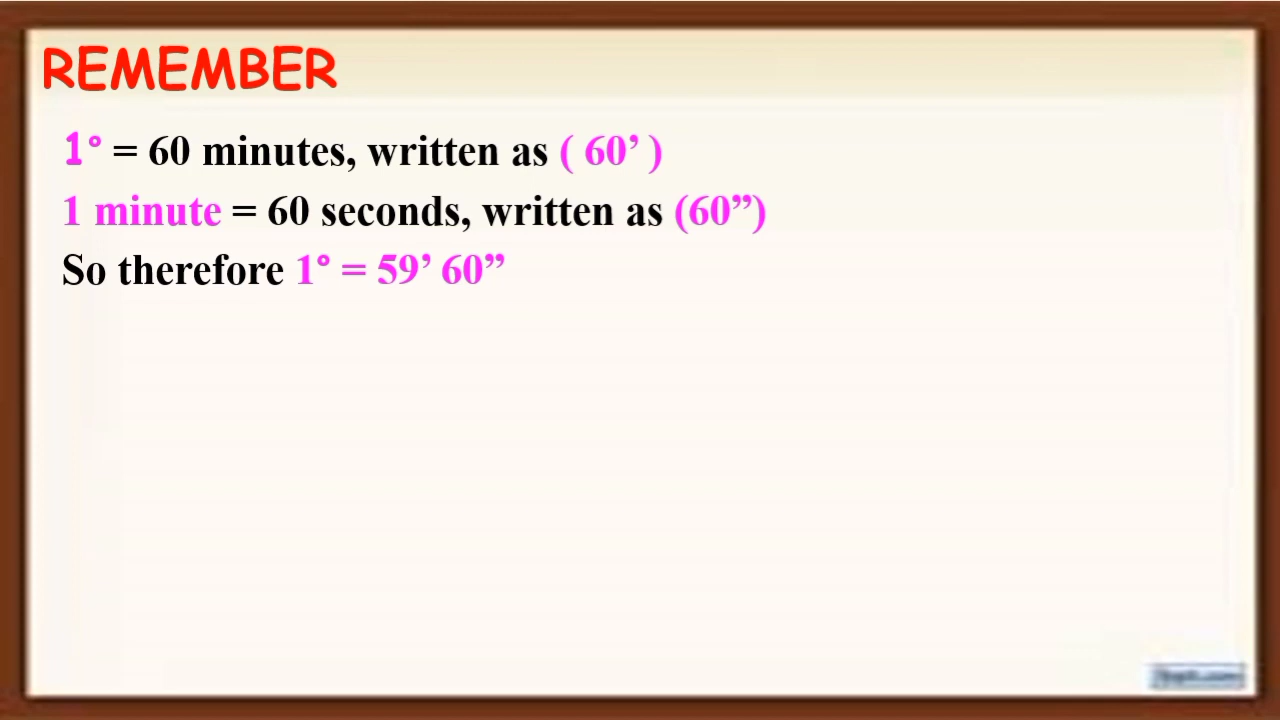 REMEMBER
1° = 60 minutes, written as ( 60’ )
1 minute = 60 seconds, written as (60”)
So therefore 1° = 59’ 60”